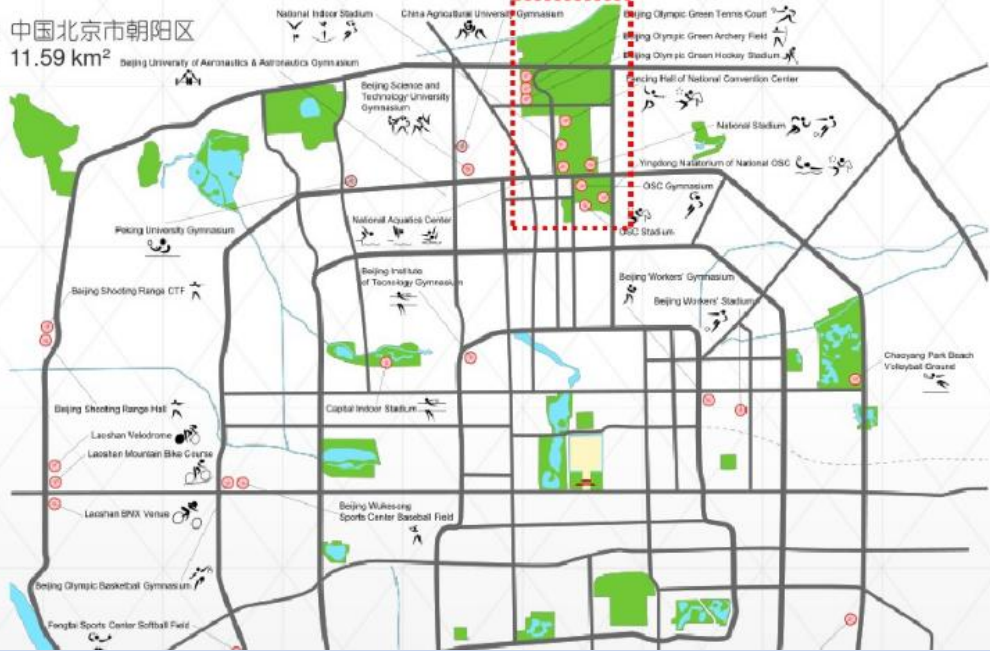 中国北京市朝阳区
11.59 km²
National Indoor Stadium
China Agricultural University Gymnasium
Beijing Olympic Green Tennis Court
Beijing Olympic Green Archery Field
Beijing Olympic Green Hockey Stadium
Beijing University of Aeronautics & Astronautics Gymnasium
Fencing Hall of National Convention Center
Beijing Science and
Technology University
Gymnasium
National Stadium
Yingdong Natatorium of National OSC
OSC Gymnasium
National Aquatics Center
OSC Stadium
Peking University Gymnasium
Beijing Institute
of Tecnology Gymnasium
Beijing Workers' Gymnasium
Beijing Shooting Range CTF
Beijing Workers' Stadium
Chaoyang Park Beach
Volleyball Ground
Beijing Shooting Range Hall
Capital Indoor Stadium
Laoshan Velodrome
Laoshan Mountain Bike Course
Laoshan BMX Venue
Beijing Wukesong
Sports Center Baseball Field
Beijing Olympic Basketball Gymnasium
Fengtai Sports Center Softball Field